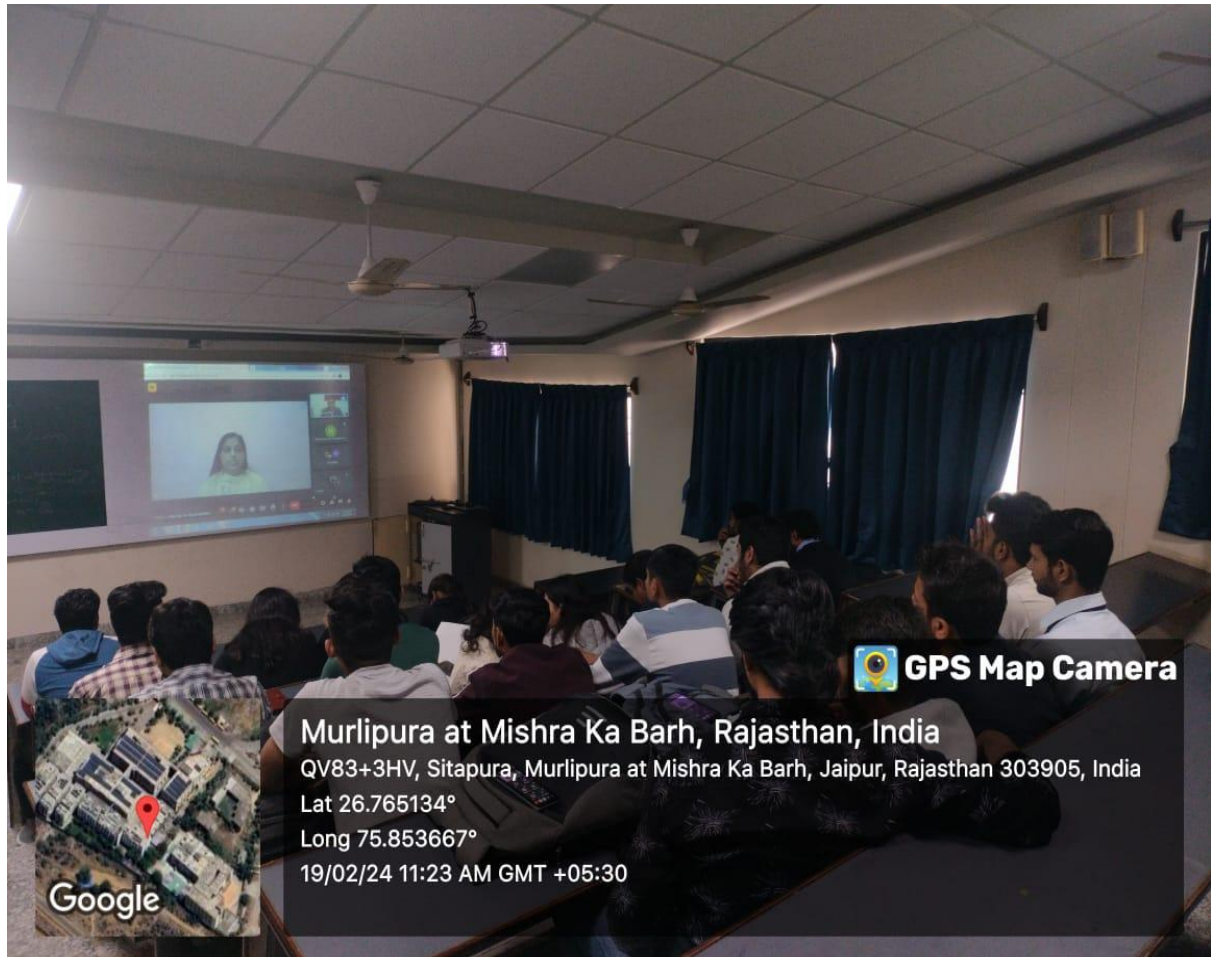 GPS Map Camera
Murlipura at Mishra Ka Barh, Rajasthan, India
QV83+3HV, Sitapura, Murlipura at Mishra Ka Barh, Jaipur, Rajasthan 303905, India
Lat 26.765134°
Long 75.853667°
19/02/24 11:23 AM GMT +05:30
Google